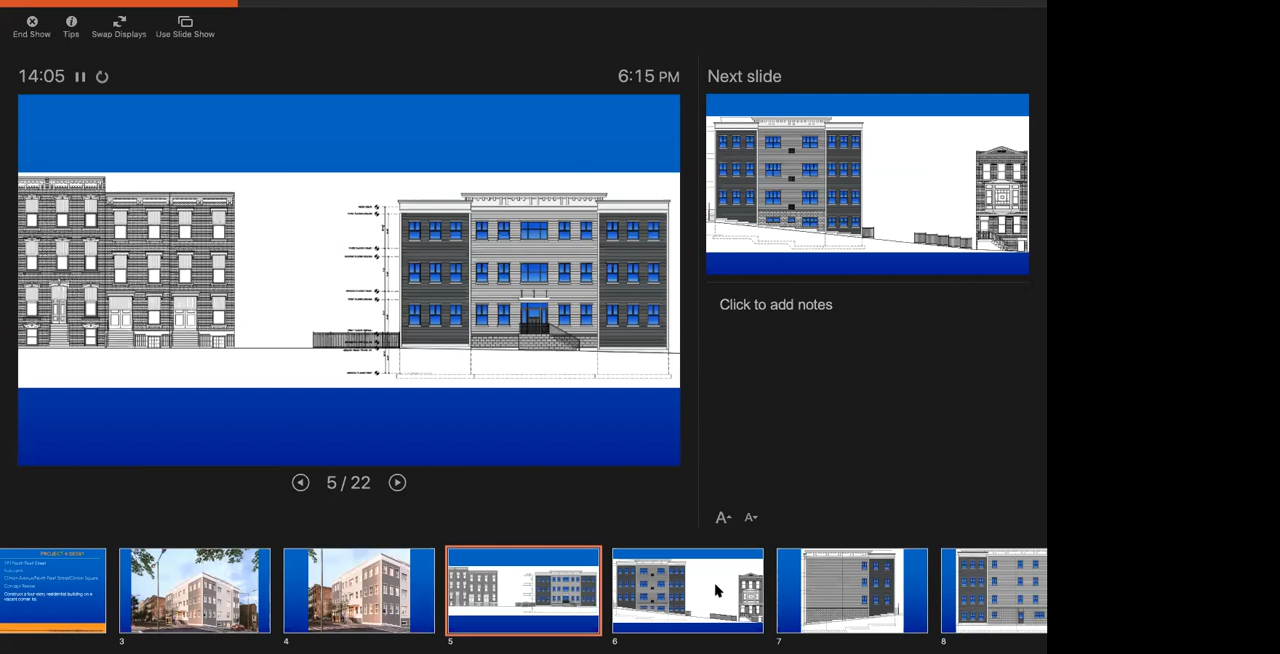 End Show
Tips
Swap Displays
Use Slide Show
14:05
6:15 PM
Next slide
Click to add notes
5 / 22
A
A
PROJECT 4 DESIGN
Construct a four-story residential building on a
vacant corner lot.
3
4
5
6
7
8